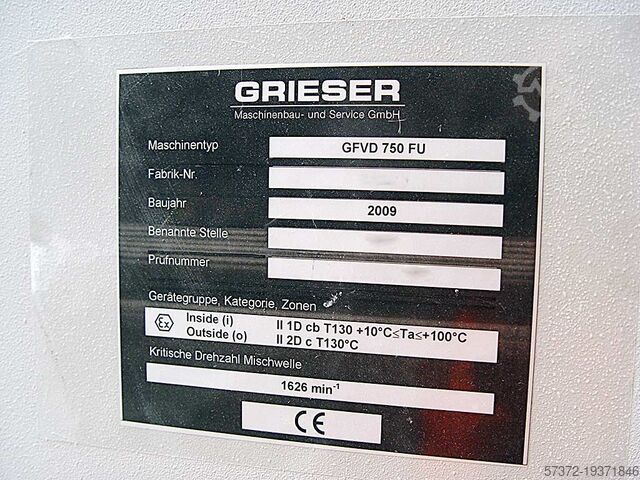 GRIESER
Maschinenbau- und Service GmbH
Maschinentyp GFVD 750 FU
Fabrik-Nr.
Baujahr 2009
Benannte Stelle
Prüfnummer
Gerätegruppe, Kategorie, Zonen
Ex Inside (i) II 1D cb T130 +10°C≤Ta≤+100°C
Outside (o) II 2D c T130°C
Kritische Drehzahl Mischwelle
1626 min⁻¹
CE
57372-19371846